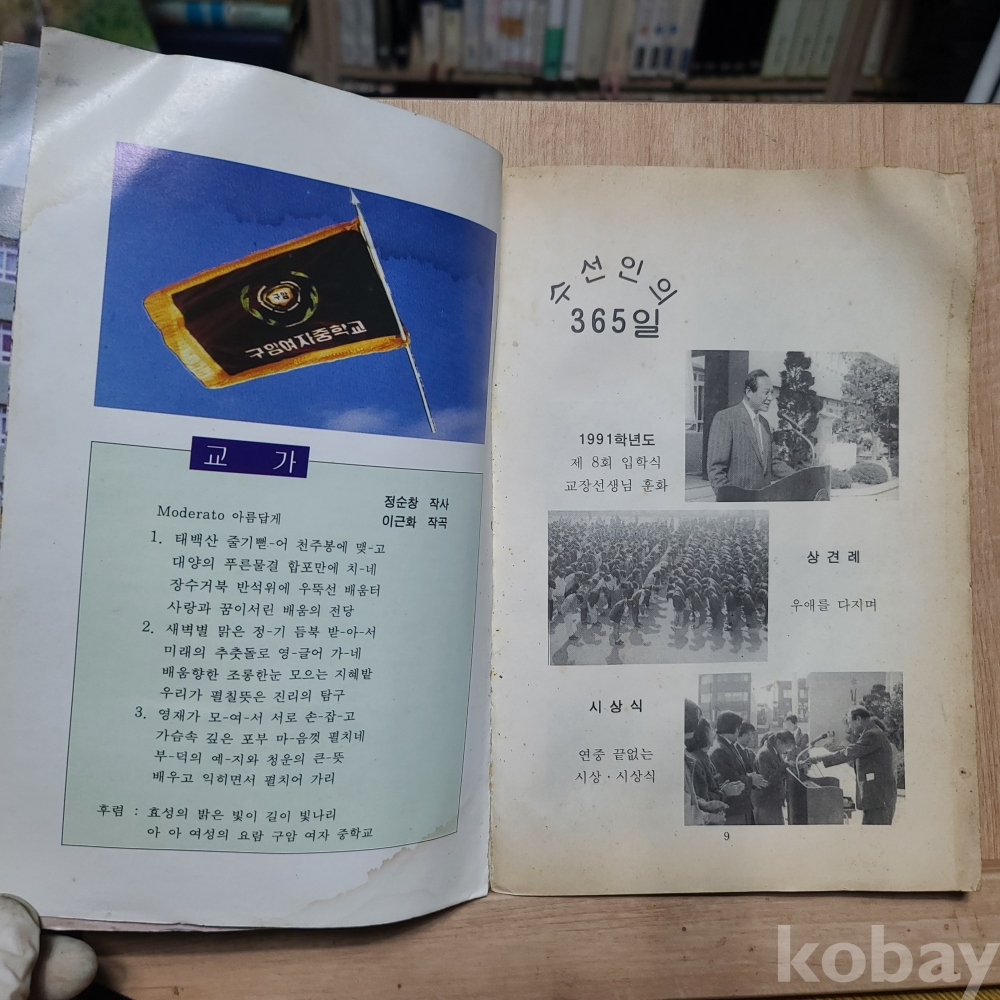 구암
구암여자중학교
교 가
정순창 작사
Moderato 아름답게
이근화 작곡
1. 태백산 줄기뻗-어 천주봉에 맺-고
대양의 푸른물결 합포만에 치-네
장수거북 반석위에 우뚝선 배움터
사랑과 꿈이서린 배움의 전당
2. 새벽별 맑은 정-기 듬북 받-아-서
미래의 추춧돌로 영-글어 가-네
배움향한 조롱한눈 모으는 지혜밭
우리가 펼칠뜻은 진리의 탐구
3. 영재가 모-여-서 서로 손-잡-고
가슴속 깊은 포부 마-음껏 펼치네
부-덕의 예-지와 청운의 큰-뜻
배우고 익히면서 펼치어 가리
후렴 : 효성의 밝은 빛이 길이 빛나리
아 아 여성의 요람 구암 여자 중학교
수선인의
365일
1991학년도
제 8회 입학식
교장선생님 훈화
상 견 례
우애를 다지며
시 상 식
연중 끝없는
시상·시상식
9
kobay